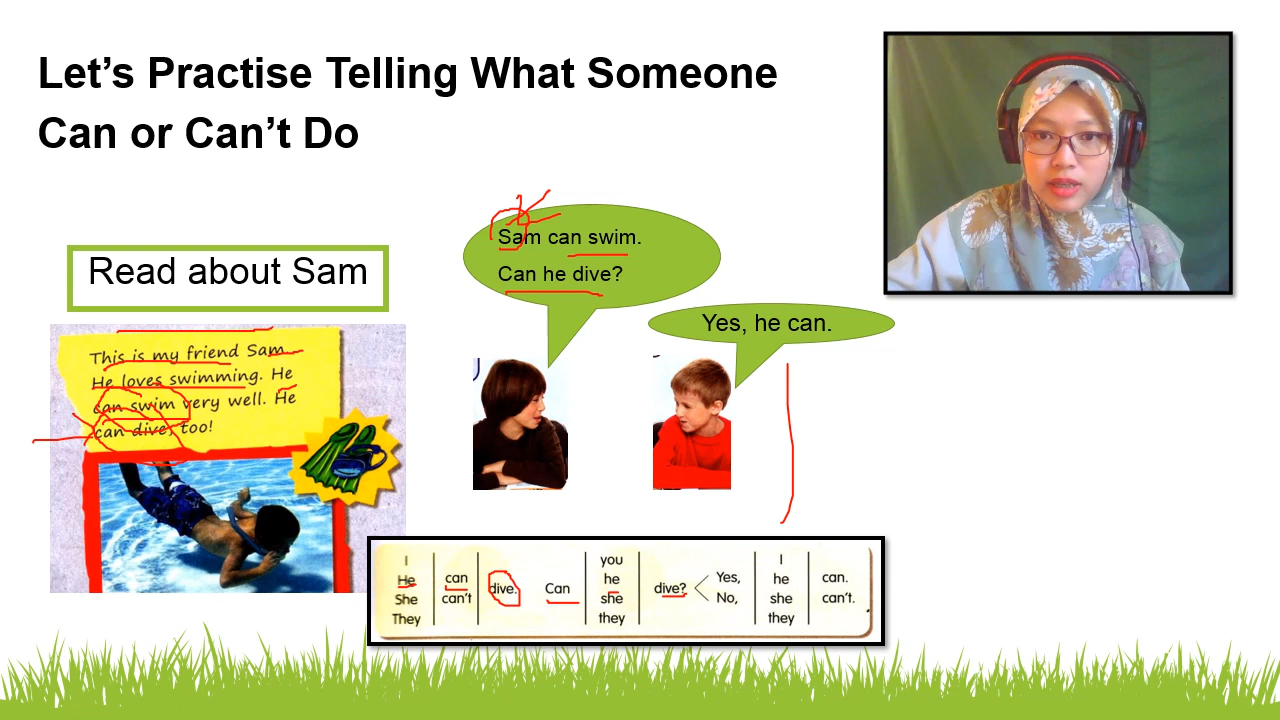 Let's Practise Telling What Someone
Can or Can't Do
Read about Sam
This is my friend Sam.
He loves swimming. He
can swim very well. He
can dive, too!
Sam can swim.
Can he dive?
Yes, he can.
I
He
She
They
can
can't
dive.
Can
you
he
she
they
dive?
Yes,
No,
I
he
she
they
can.
can't.